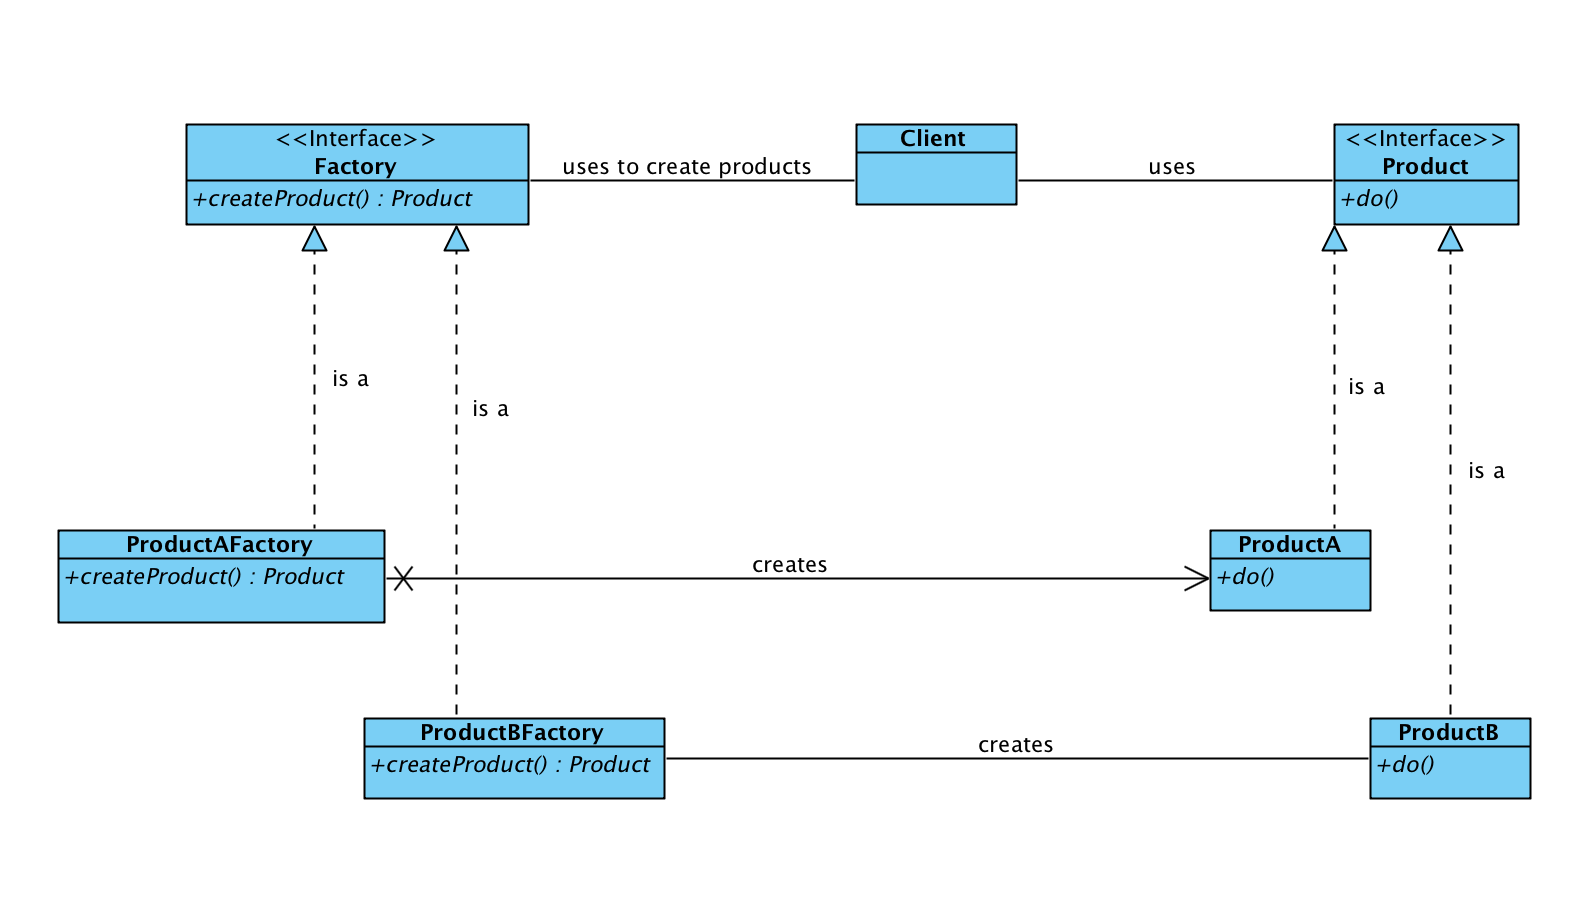 <<Interface>>
Factory
+createProduct() : Product
uses to create products
Client
uses
<<Interface>>
Product
+do()
is a
is a
is a
is a
ProductAFactory
+createProduct() : Product
creates
ProductA
+do()
ProductBFactory
+createProduct() : Product
creates
ProductB
+do()